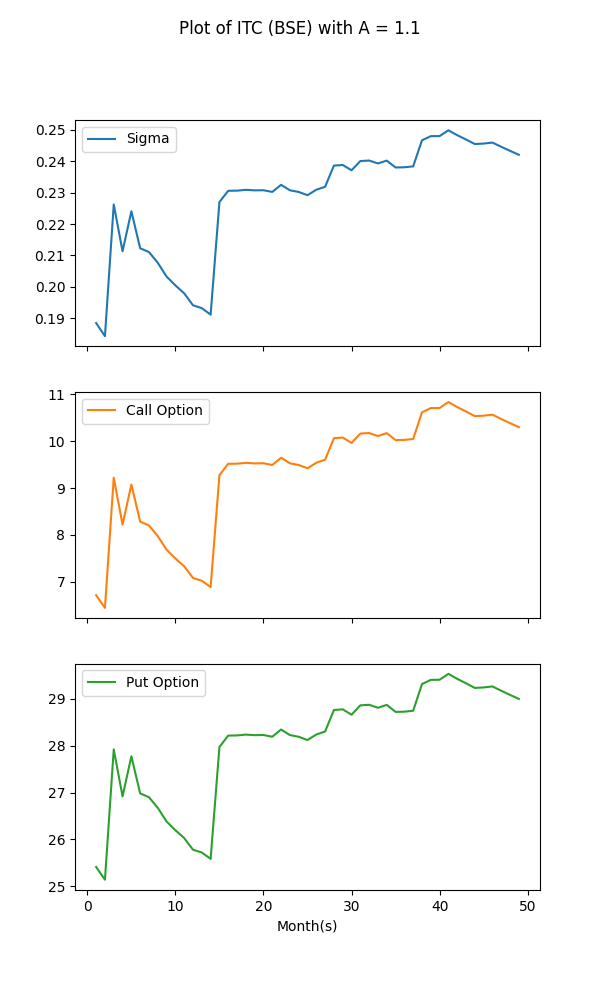 Plot of ITC (BSE) with A = 1.1
0.25
0.24
0.23
0.22
0.21
0.20
0.19
Sigma
11
10
9
8
7
Call Option
29
28
27
26
25
Put Option
0 10 20 30 40 50
Month(s)